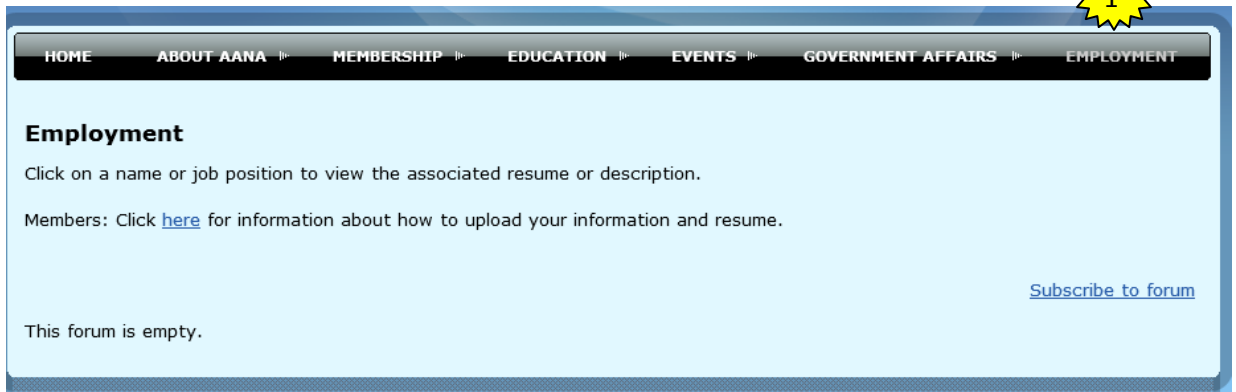 1
HOME ABOUT AANA MEMBERSHIP EDUCATION EVENTS GOVERNMENT AFFAIRS EMPLOYMENT
Employment
Click on a name or job position to view the associated resume or description.
Members: Click here for information about how to upload your information and resume.
Subscribe to forum
This forum is empty.